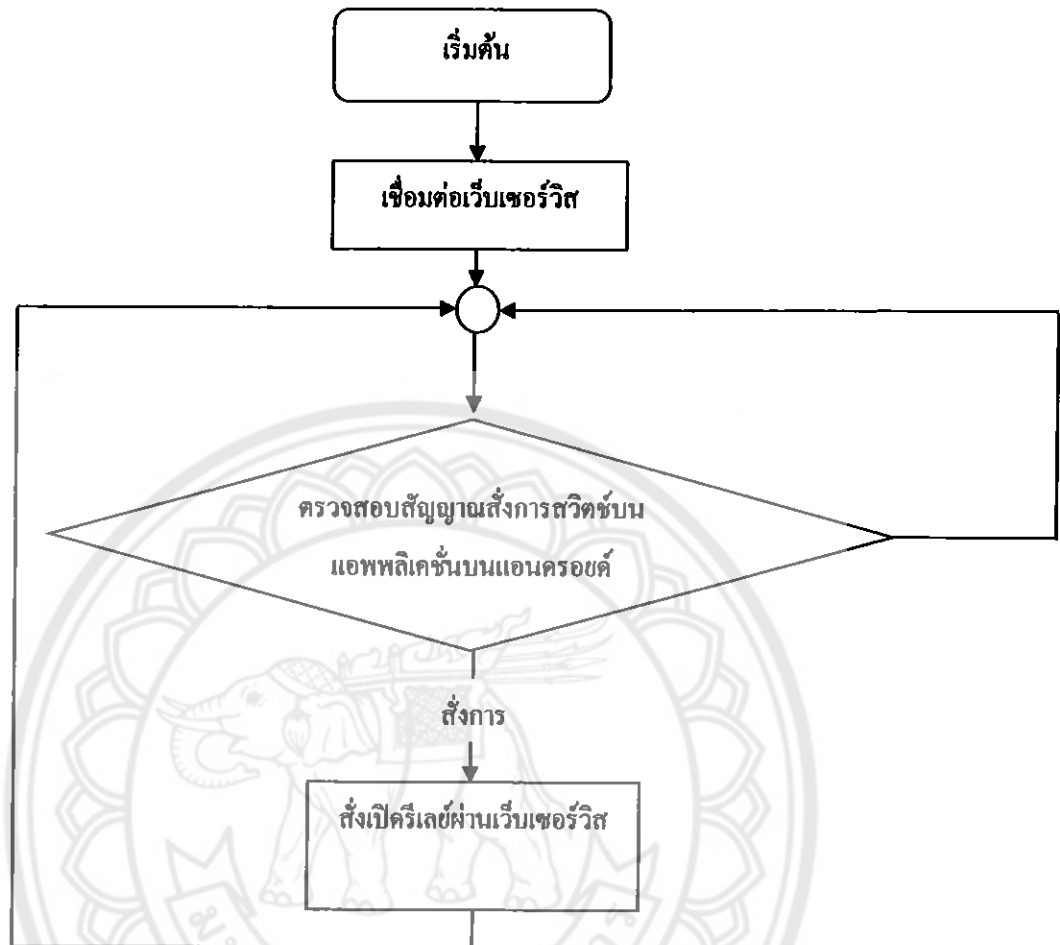 เริ่มต้น
เชื่อมต่อเว็บเซอร์วิส
ตรวจสอบสัญญาณสั่งการสวิตช์บน
แอพพลิเคชั่นบนแอนดรอยด์
สั่งการ
สั่งเปิดรีเลย์ผ่านเว็บเซอร์วิส